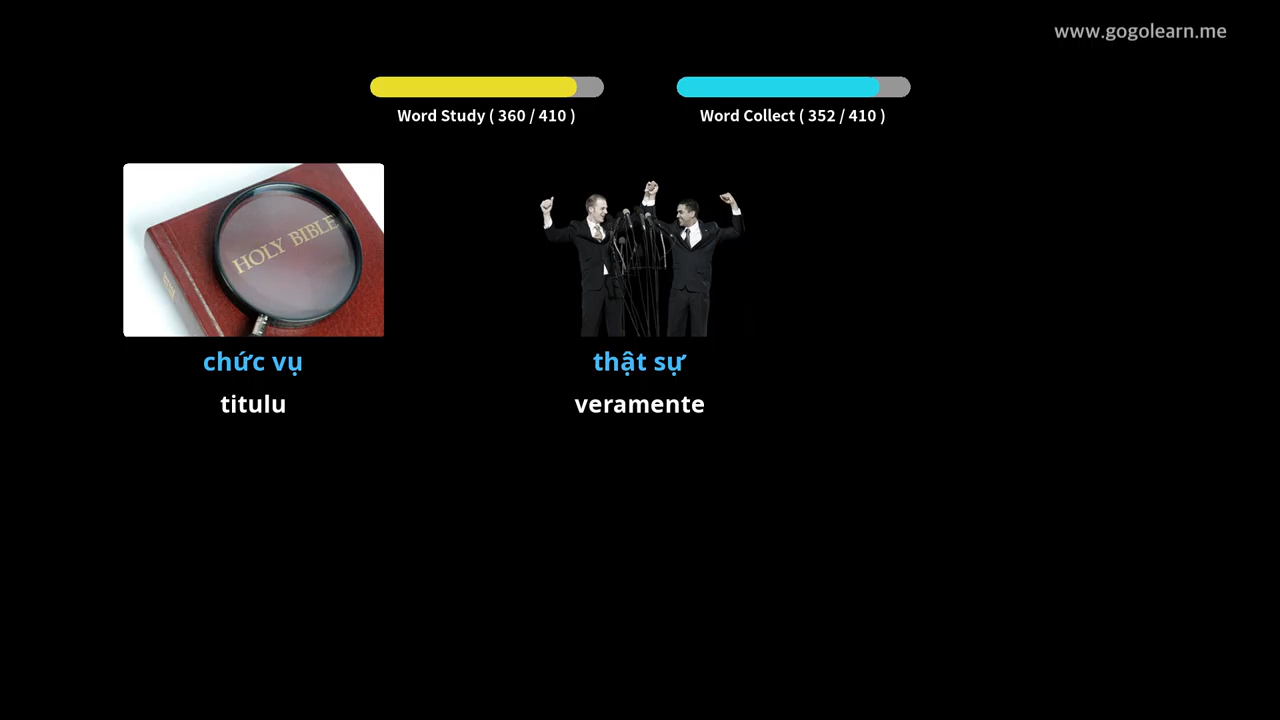 www.gogolearn.me
Word Study ( 360 / 410 )
Word Collect ( 352 / 410 )
HOLY BIBLE
chức vụ
titulu
thật sự
veramente